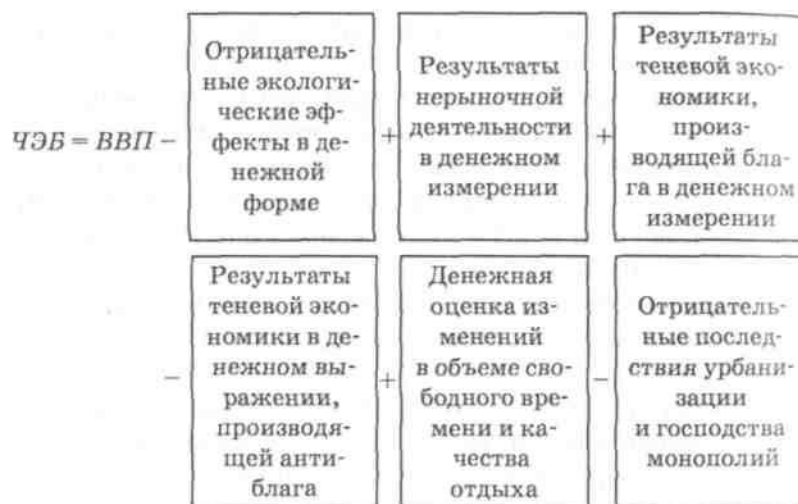 ЧЭБ = ВВП −
Отрицатель-
ные экологи-
ческие эф-
фекты в де-
нежной
форме
+
Результаты
нерыночной
деятельности
в денежном
измерении
+
Результаты
теневой эко-
номики,
произ-
водящей бла-
га в денежном
измерении
−
Результаты
теневой эко-
номики в де-
нежном вы-
ражении,
производя-
щей анти-
блага
+
Денежная
оценка из-
менений
в объеме сво-
бодного вре-
мени и ка-
чества
отдыха
−
Отрицатель-
ные послед-
ствия урбани-
зации
и господства
монополий